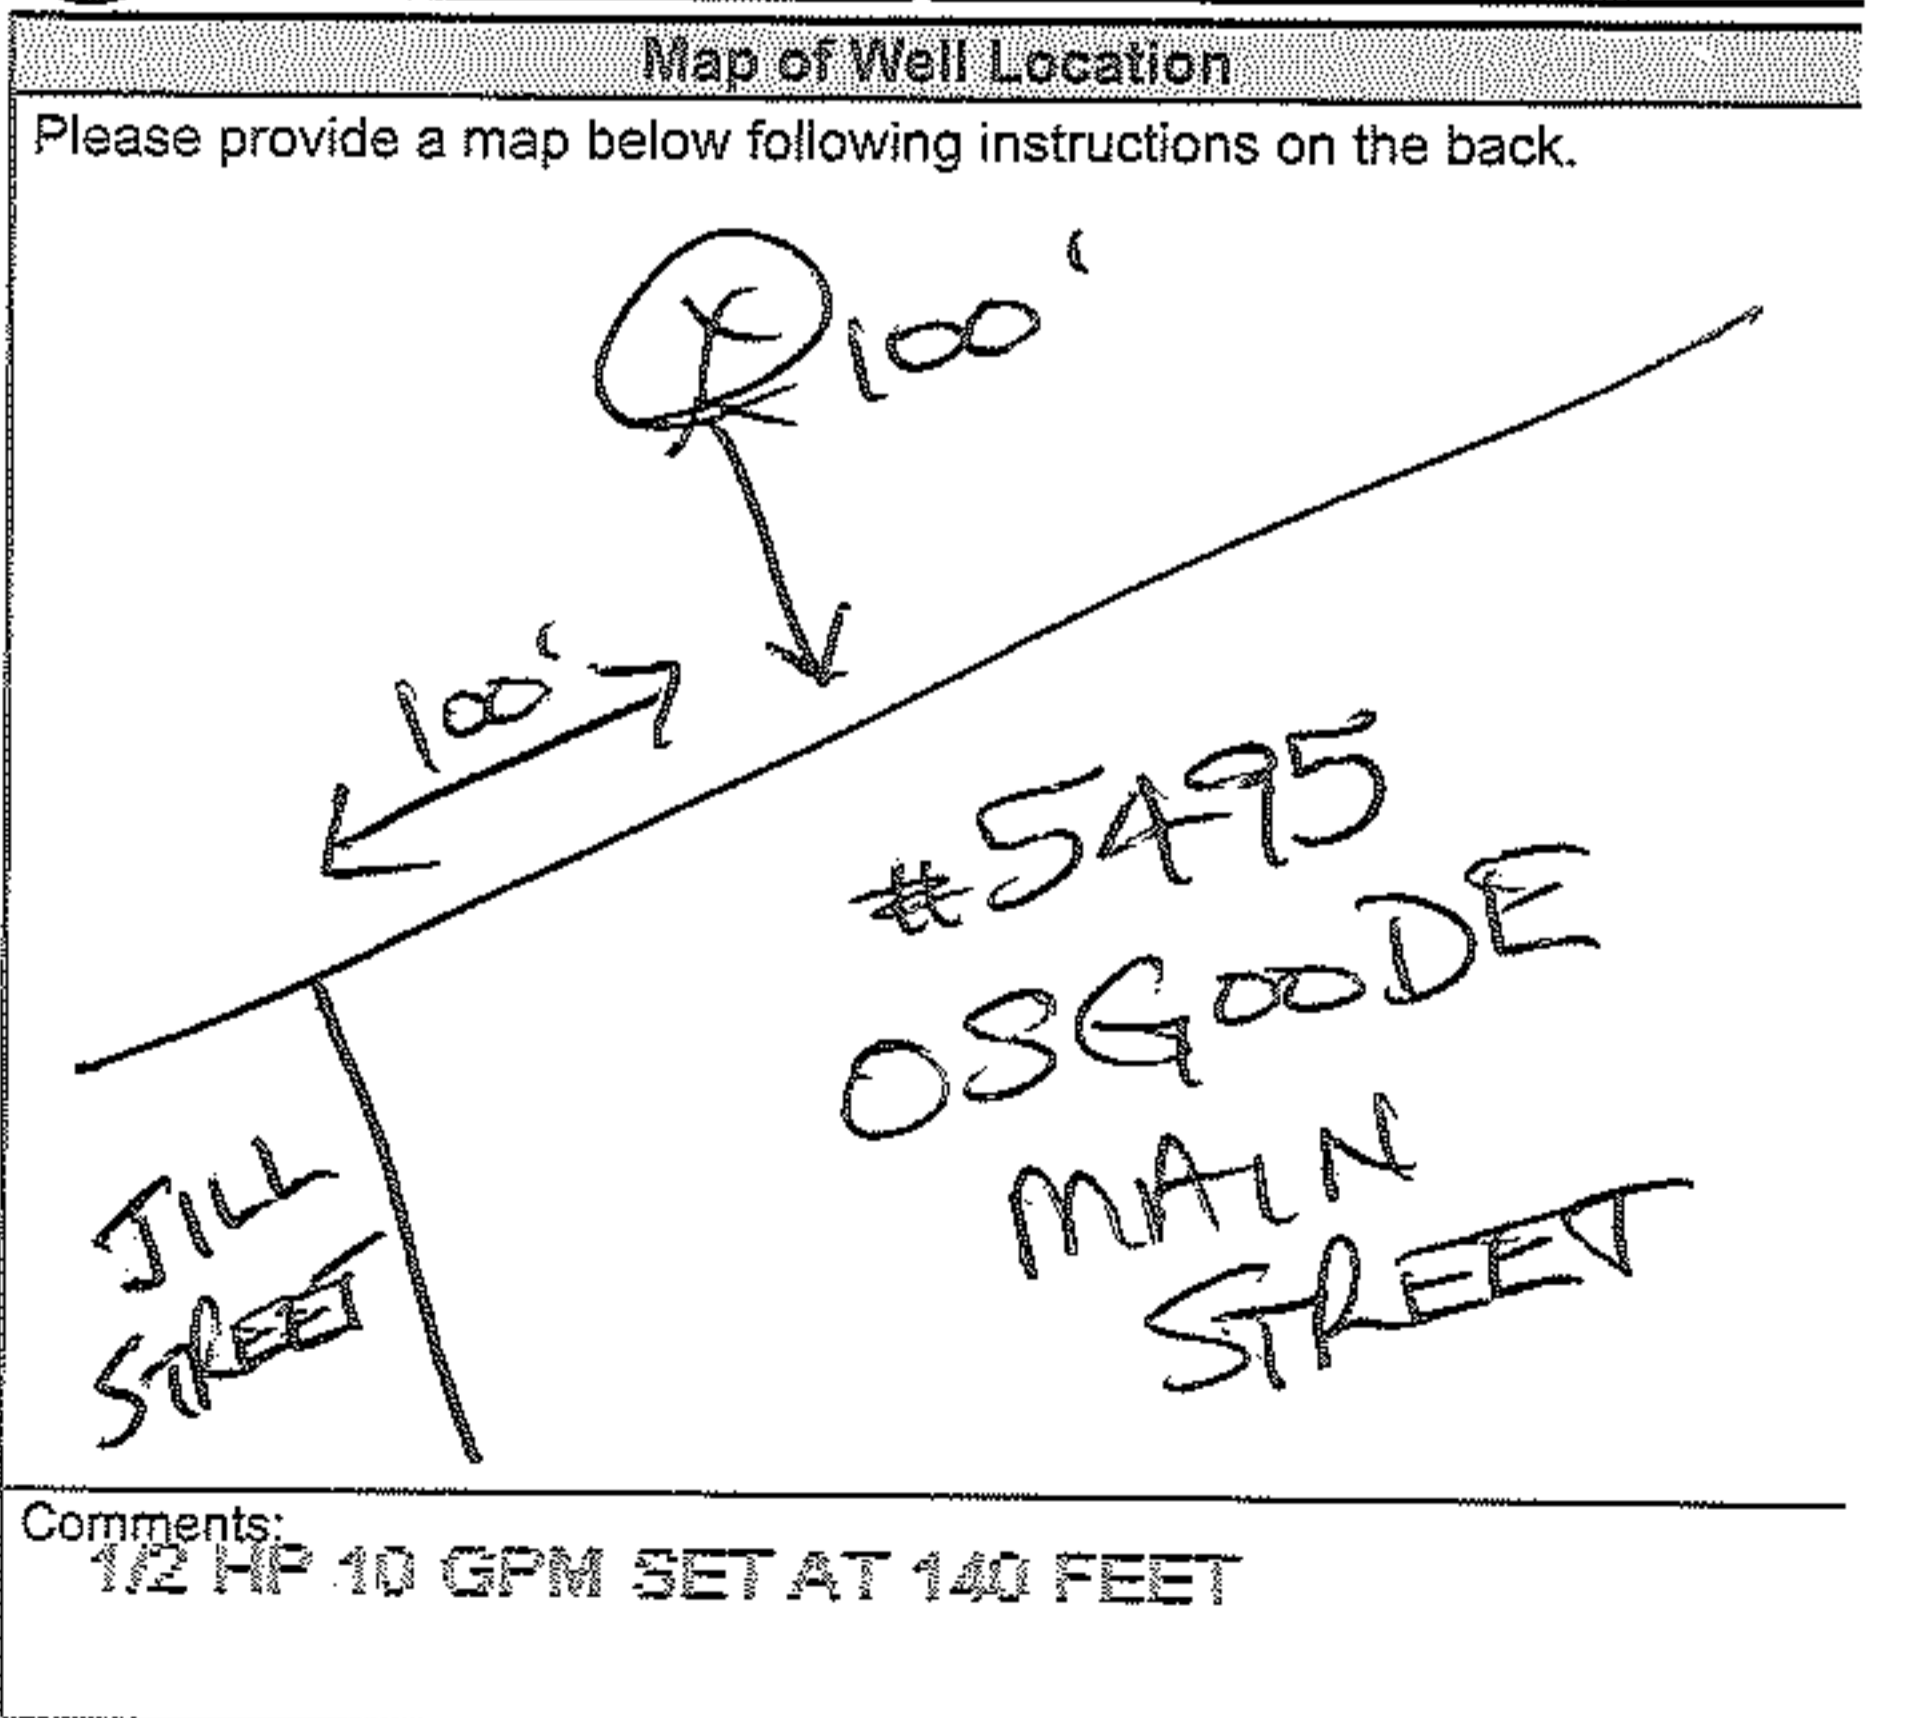 Map of Well Location
Please provide a map below following instructions on the back.
100'
100'
#5495
OSGOODE
MAIN
STREET
JILL
STREET
Comments:
1/2 HP 10 GPM SET AT 140 FEET